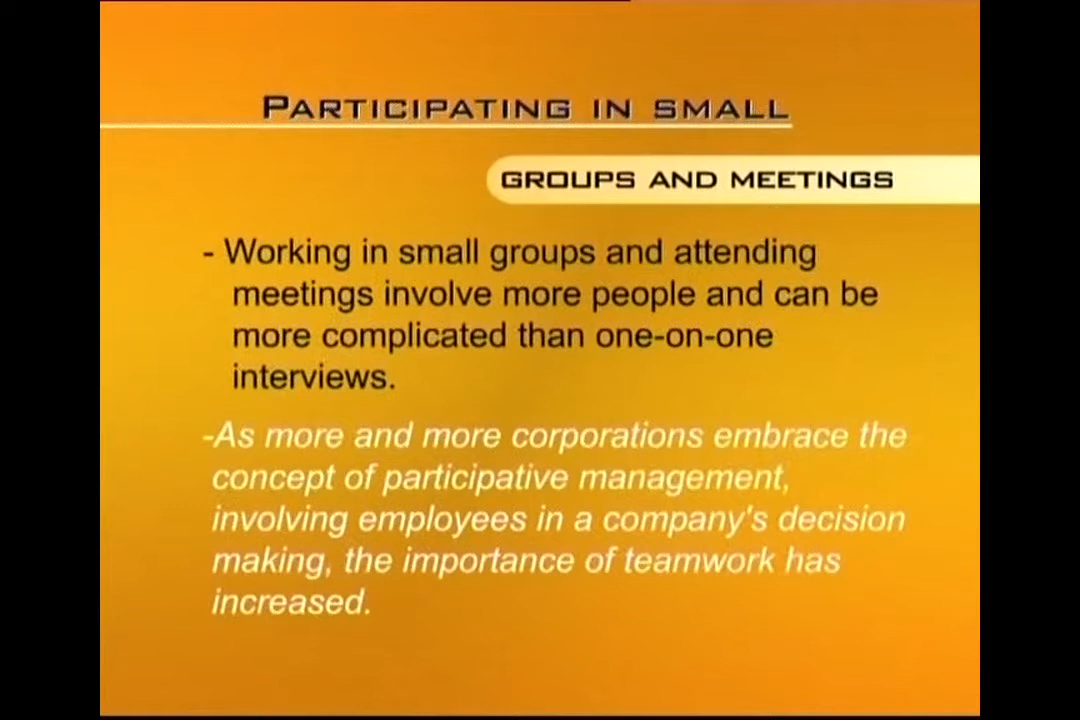 PARTICIPATING IN SMALL
GROUPS AND MEETINGS
- Working in small groups and attending
meetings involve more people and can be
more complicated than one-on-one
interviews.
-As more and more corporations embrace the
concept of participative management,
involving employees in a company's decision
making, the importance of teamwork has
increased.